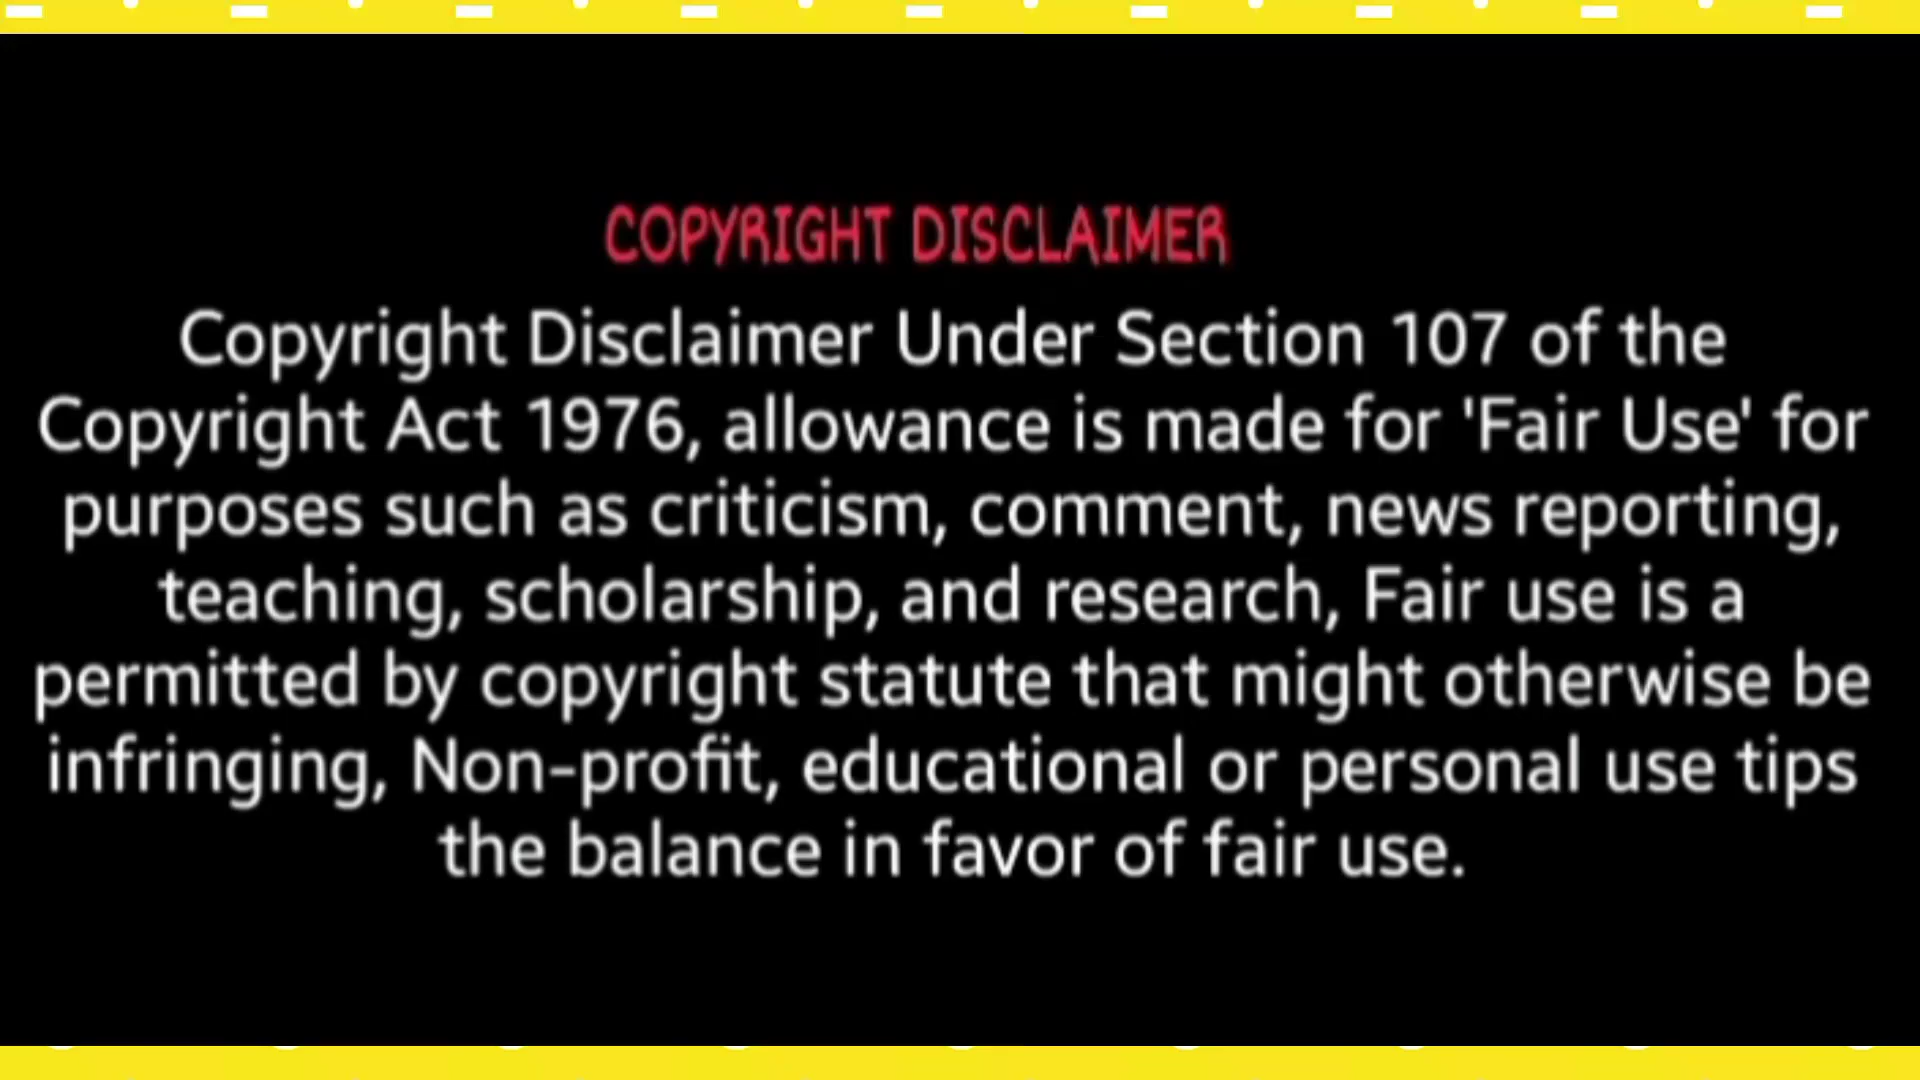 COPYRIGHT DISCLAIMER
Copyright Disclaimer Under Section 107 of the
Copyright Act 1976, allowance is made for 'Fair Use' for
purposes such as criticism, comment, news reporting,
teaching, scholarship, and research, Fair use is a
permitted by copyright statute that might otherwise be
infringing, Non-profit, educational or personal use tips
the balance in favor of fair use.